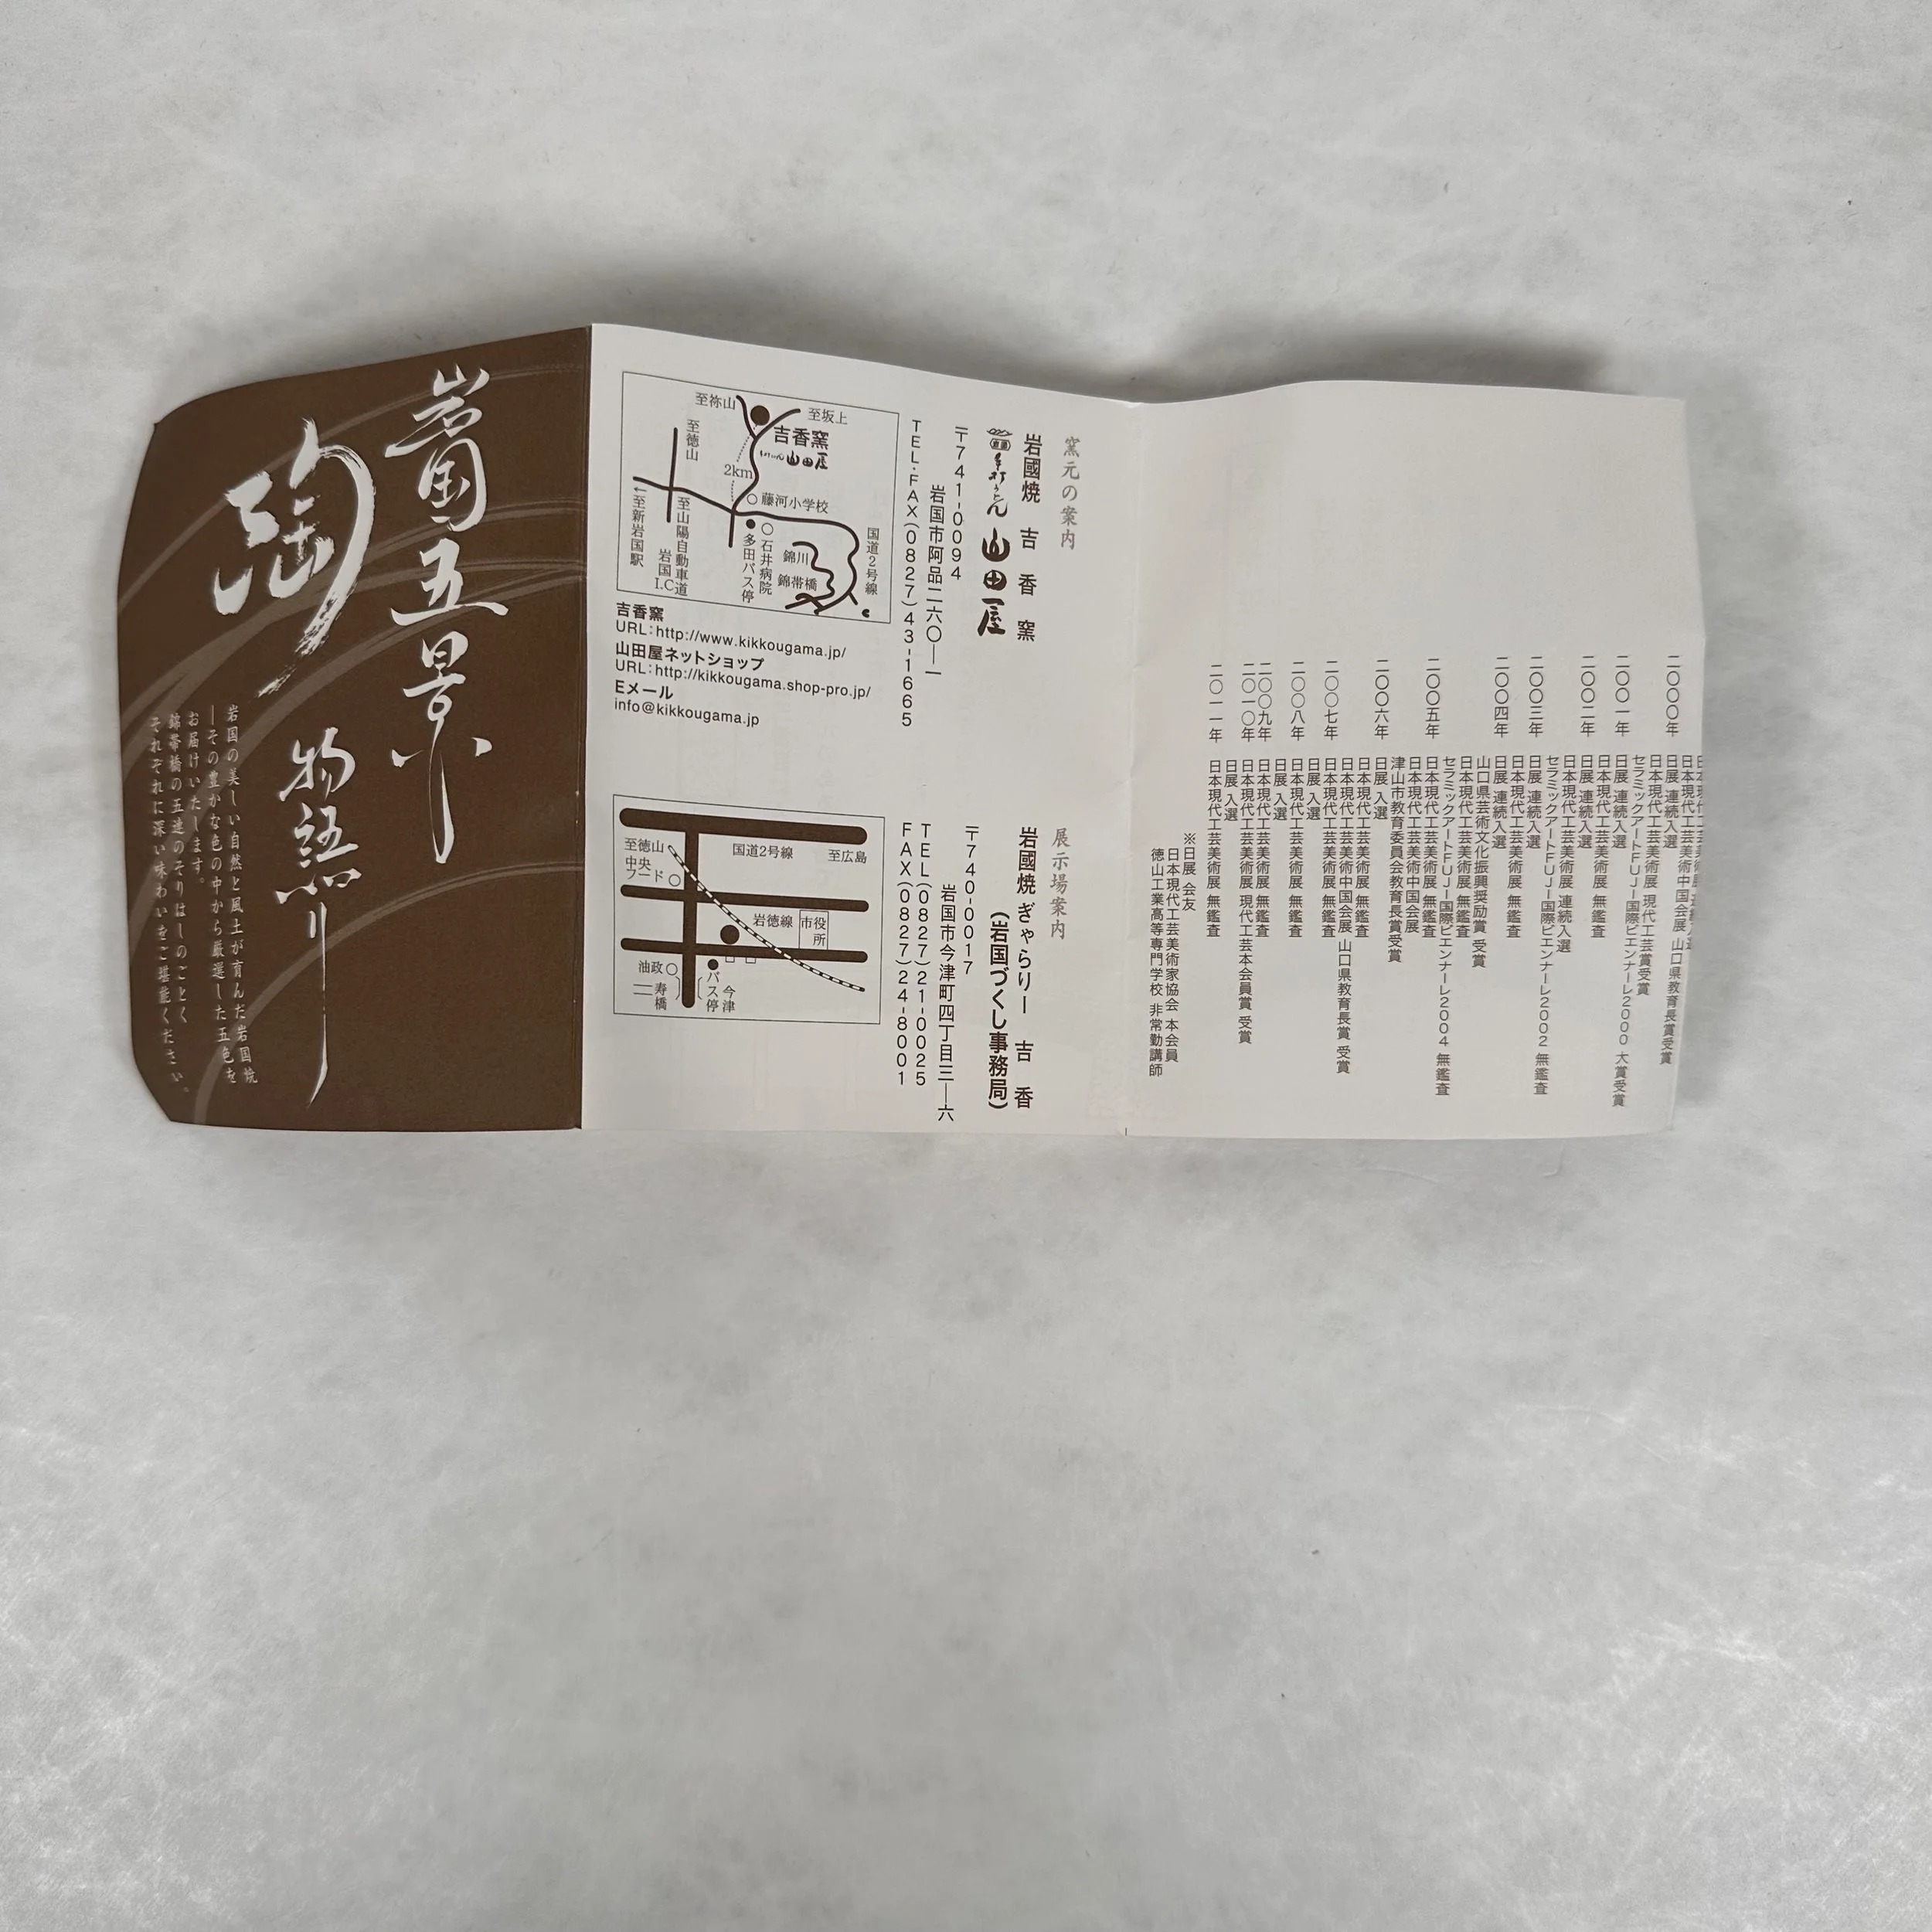 岩國五景
陶
物語
岩国の美しい自然と風土が育んだ岩国焼
―その豊かな色の中から厳選した五色を
お届けいたします。
錦帯橋の五連のそりはしのごとく
それぞれに深い味わいをご堪能ください。
窯元の案内
岩國焼 吉香窯
手打うどん 山田屋
〒741-0094
岩国市阿品二六〇―一
TEL・FAX(0827)43-1665
至祢山
至坂上
吉香窯
山田屋
至徳山
2km
藤河小学校
←至新岩国駅
至山陽自動車道
岩国I.C
多田バス停
石井病院
錦川
錦帯橋
国道2号線
吉香窯
URL:http://www.kikkougama.jp/
山田屋ネットショップ
URL:http://kikkougama.shop-pro.jp/
Eメール
info@kikkougama.jp
展示場案内
岩國焼 ぎゃらりー 吉香
(岩国づくし事務局)
〒740-0017
岩国市今津町四丁目三―六
TEL(0827)21-0025
FAX(0827)24-8001
国道2号線
至広島
至徳山
中央フード
岩徳線
市役所
油政
寿橋
バス停
今津
日本現代工芸美術中国会展 山口県教育長賞受賞
二〇〇〇年 日展 連続入選
日本現代工芸美術展 現代工芸賞受賞
セラミックアートFUJI国際ビエンナーレ2000 大賞受賞
二〇〇一年 日展 連続入選
日本現代工芸美術展 無鑑査
二〇〇二年 日展 連続入選
日本現代工芸美術展 連続入選
セラミックアートFUJI国際ビエンナーレ2002 無鑑査
二〇〇三年 日展 連続入選
日本現代工芸美術展 無鑑査
二〇〇四年 日展 連続入選
山口県芸術文化振興奨励賞 受賞
日本現代工芸美術展 無鑑査
セラミックアートFUJI国際ビエンナーレ2004 無鑑査
二〇〇五年 日本現代工芸美術展 無鑑査
日本現代工芸美術中国会展
津山市教育委員会教育長賞受賞
二〇〇六年 日展 入選
日本現代工芸美術展 無鑑査
日本現代工芸美術中国会展 山口県教育長賞 受賞
二〇〇七年 日本現代工芸美術展 無鑑査
日展 入選
二〇〇八年 日本現代工芸美術展 無鑑査
日展 入選
二〇〇九年 日本現代工芸美術展 無鑑査
二〇一〇年 日本現代工芸美術展 現代工芸本会員賞 受賞
日展 入選
二〇一一年 日本現代工芸美術展 無鑑査
※日展 会友
日本現代工芸美術家協会 本会員
徳山工業高等専門学校 非常勤講師